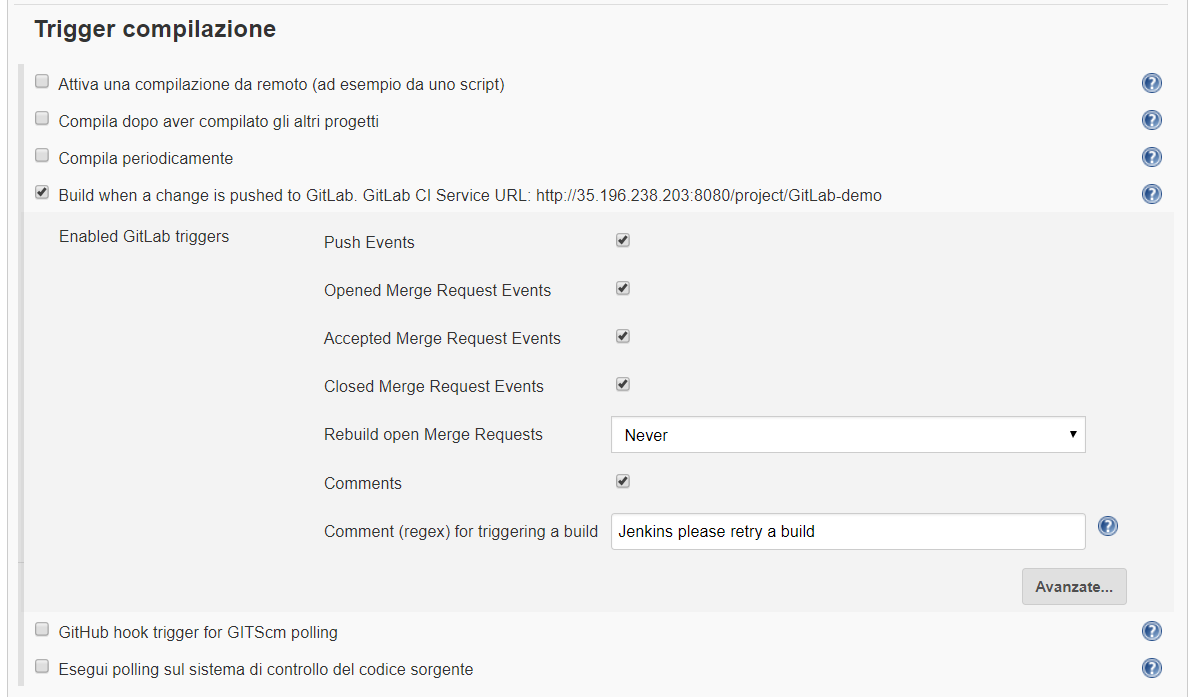 Trigger compilazione
Attiva una compilazione da remoto (ad esempio da uno script)
Compila dopo aver compilato gli altri progetti
Compila periodicamente
Build when a change is pushed to GitLab. GitLab CI Service URL: http://35.196.238.203:8080/project/GitLab-demo
Enabled GitLab triggers
Push Events
Opened Merge Request Events
Accepted Merge Request Events
Closed Merge Request Events
Rebuild open Merge Requests Never
Comments
Comment (regex) for triggering a build Jenkins please retry a build
Avanzate...
GitHub hook trigger for GITScm polling
Esegui polling sul sistema di controllo del codice sorgente